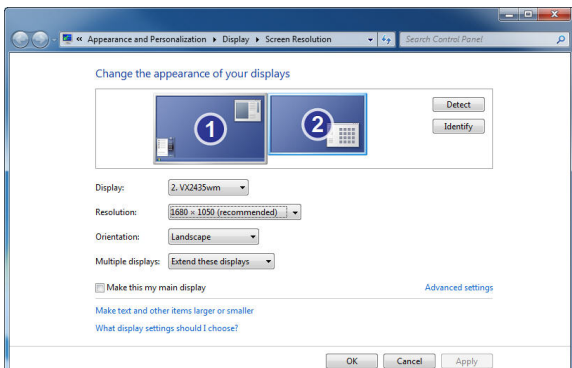 « Appearance and Personalization ▸ Display ▸ Screen Resolution
Search Control Panel
Change the appearance of your displays
1
2
Detect
Identify
Display: 2. VX2435wm
Resolution: 1680 × 1050 (recommended)
Orientation: Landscape
Multiple displays: Extend these displays
Make this my main display
Advanced settings
Make text and other items larger or smaller
What display settings should I choose?
OK Cancel Apply